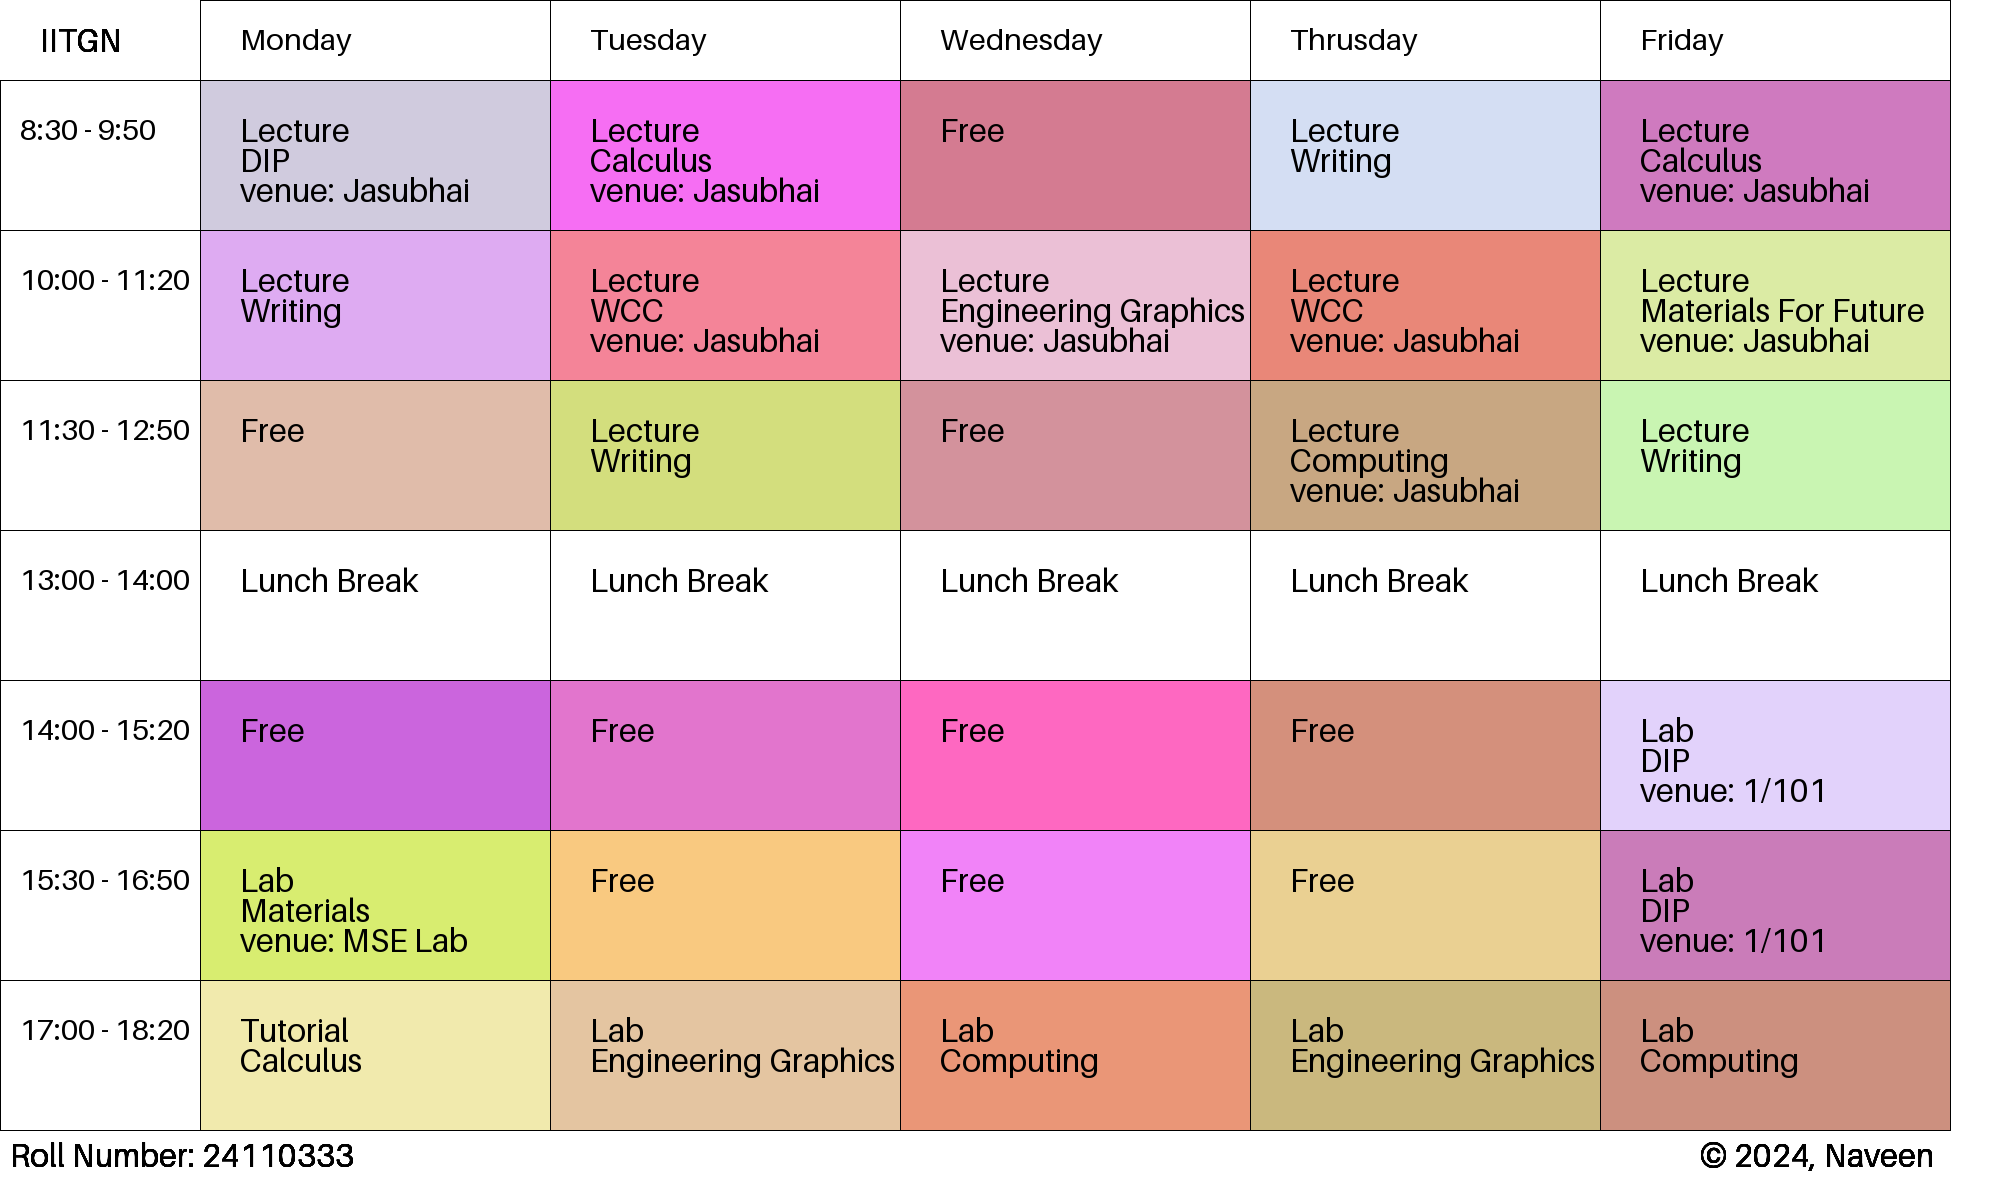 IITGN Monday Tuesday Wednesday Thrusday Friday
8:30 - 9:50
Lecture
DIP
venue: Jasubhai
Lecture
Calculus
venue: Jasubhai
Free
Lecture
Writing
Lecture
Calculus
venue: Jasubhai
10:00 - 11:20
Lecture
Writing
Lecture
WCC
venue: Jasubhai
Lecture
Engineering Graphics
venue: Jasubhai
Lecture
WCC
venue: Jasubhai
Lecture
Materials For Future
venue: Jasubhai
11:30 - 12:50
Free
Lecture
Writing
Free
Lecture
Computing
venue: Jasubhai
Lecture
Writing
13:00 - 14:00
Lunch Break
Lunch Break
Lunch Break
Lunch Break
Lunch Break
14:00 - 15:20
Free
Free
Free
Free
Lab
DIP
venue: 1/101
15:30 - 16:50
Lab
Materials
venue: MSE Lab
Free
Free
Free
Lab
DIP
venue: 1/101
17:00 - 18:20
Tutorial
Calculus
Lab
Engineering Graphics
Lab
Computing
Lab
Engineering Graphics
Lab
Computing
Roll Number: 24110333
© 2024, Naveen